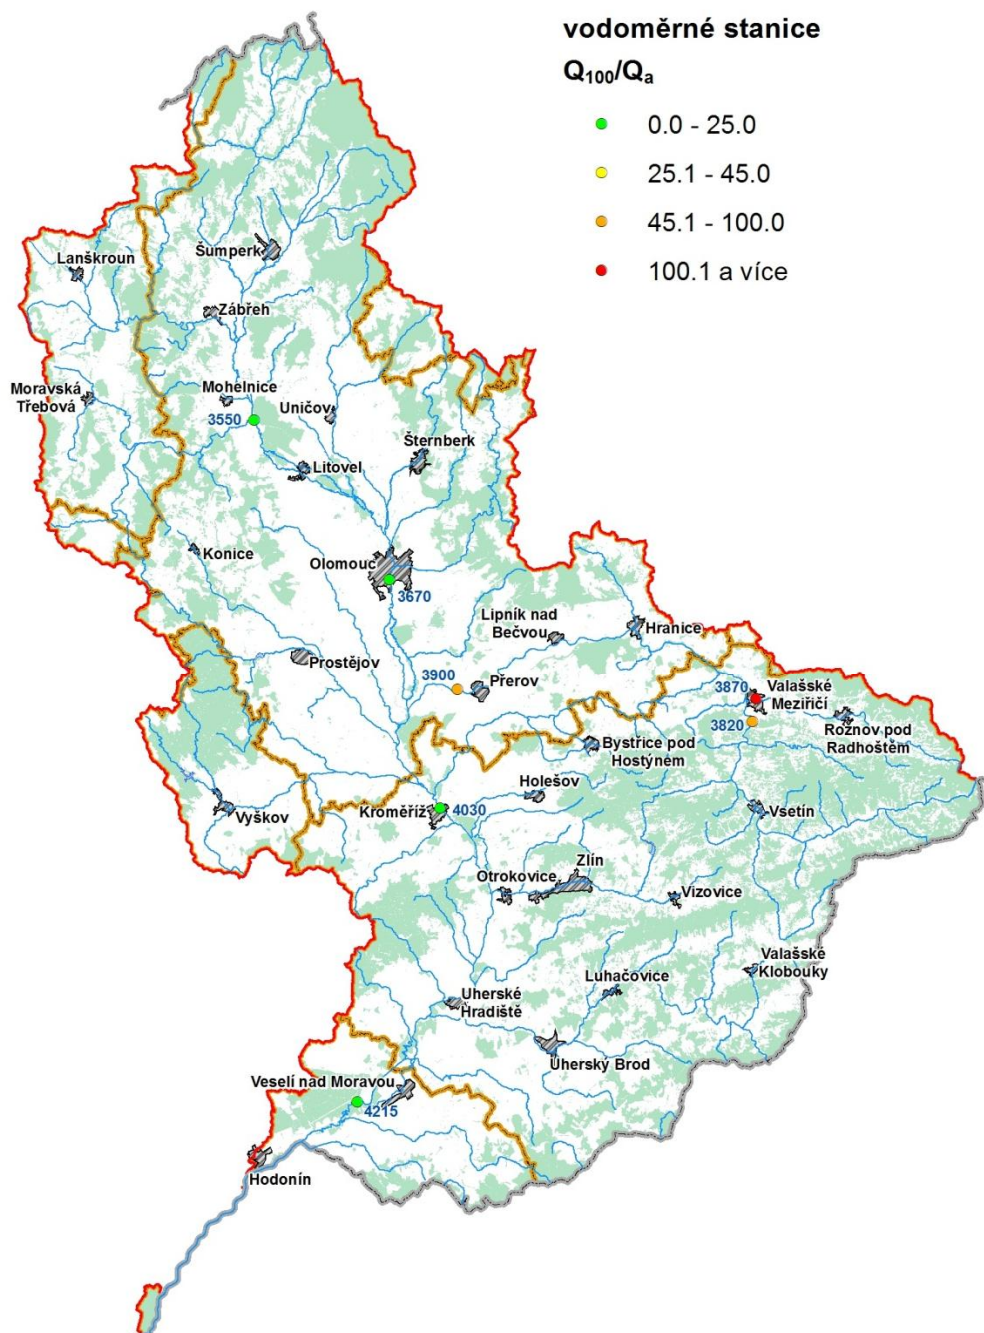 vodoměrné stanice
Q₁₀₀/Qₐ
0.0 - 25.0
25.1 - 45.0
45.1 - 100.0
100.1 a více
Lanškroun
Šumperk
Zábřeh
Moravská
Třebová
Mohelnice
3550
Uničov
Šternberk
Litovel
Konice
Olomouc
3670
Lipník nad
Bečvou
Hranice
Prostějov
3900
Přerov
3870
Valašské
Meziříčí
3820
Rožnov pod
Radhoštěm
Bystřice pod
Hostýnem
Holešov
Vyškov
Kroměříž
4030
Vsetín
Zlín
Otrokovice
Vizovice
Valašské
Klobouky
Luhačovice
Uherské
Hradiště
Uherský Brod
Veselí nad Moravou
4215
Hodonín